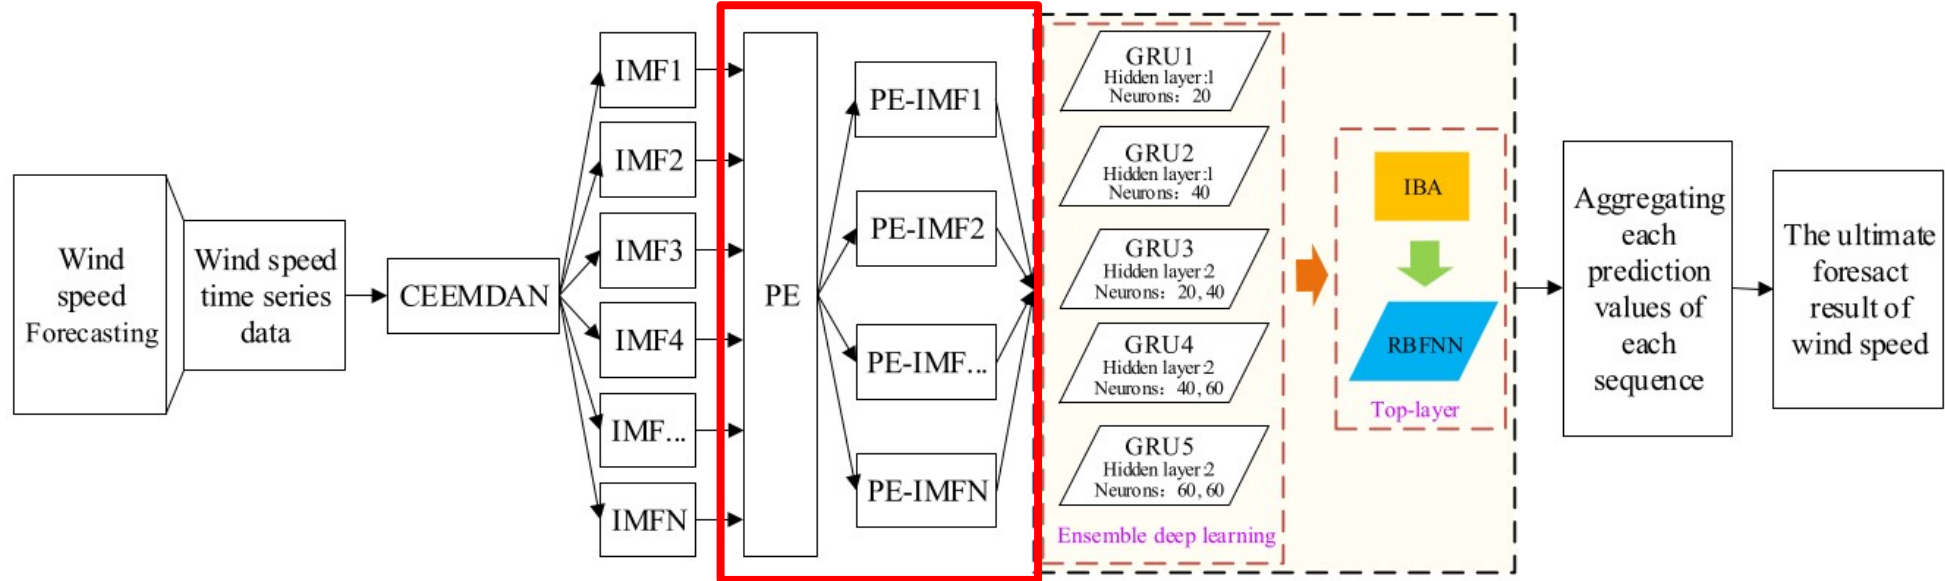 Wind
speed
Forecasting
Wind speed
time series
data
CEEMDAN
IMF1
IMF2
IMF3
IMF4
IMF...
IMFN
PE
PE-IMF1
PE-IMF2
PE-IMF...
PE-IMFN
GRU1
Hidden layer:1
Neurons：20
GRU2
Hidden layer:1
Neurons：40
GRU3
Hidden layer:2
Neurons：20, 40
GRU4
Hidden layer:2
Neurons：40, 60
GRU5
Hidden layer:2
Neurons：60, 60
Ensemble deep learning
IBA
RBFNN
Top-layer
Aggregating
each
prediction
values of
each
sequence
The ultimate
foresact
result of
wind speed